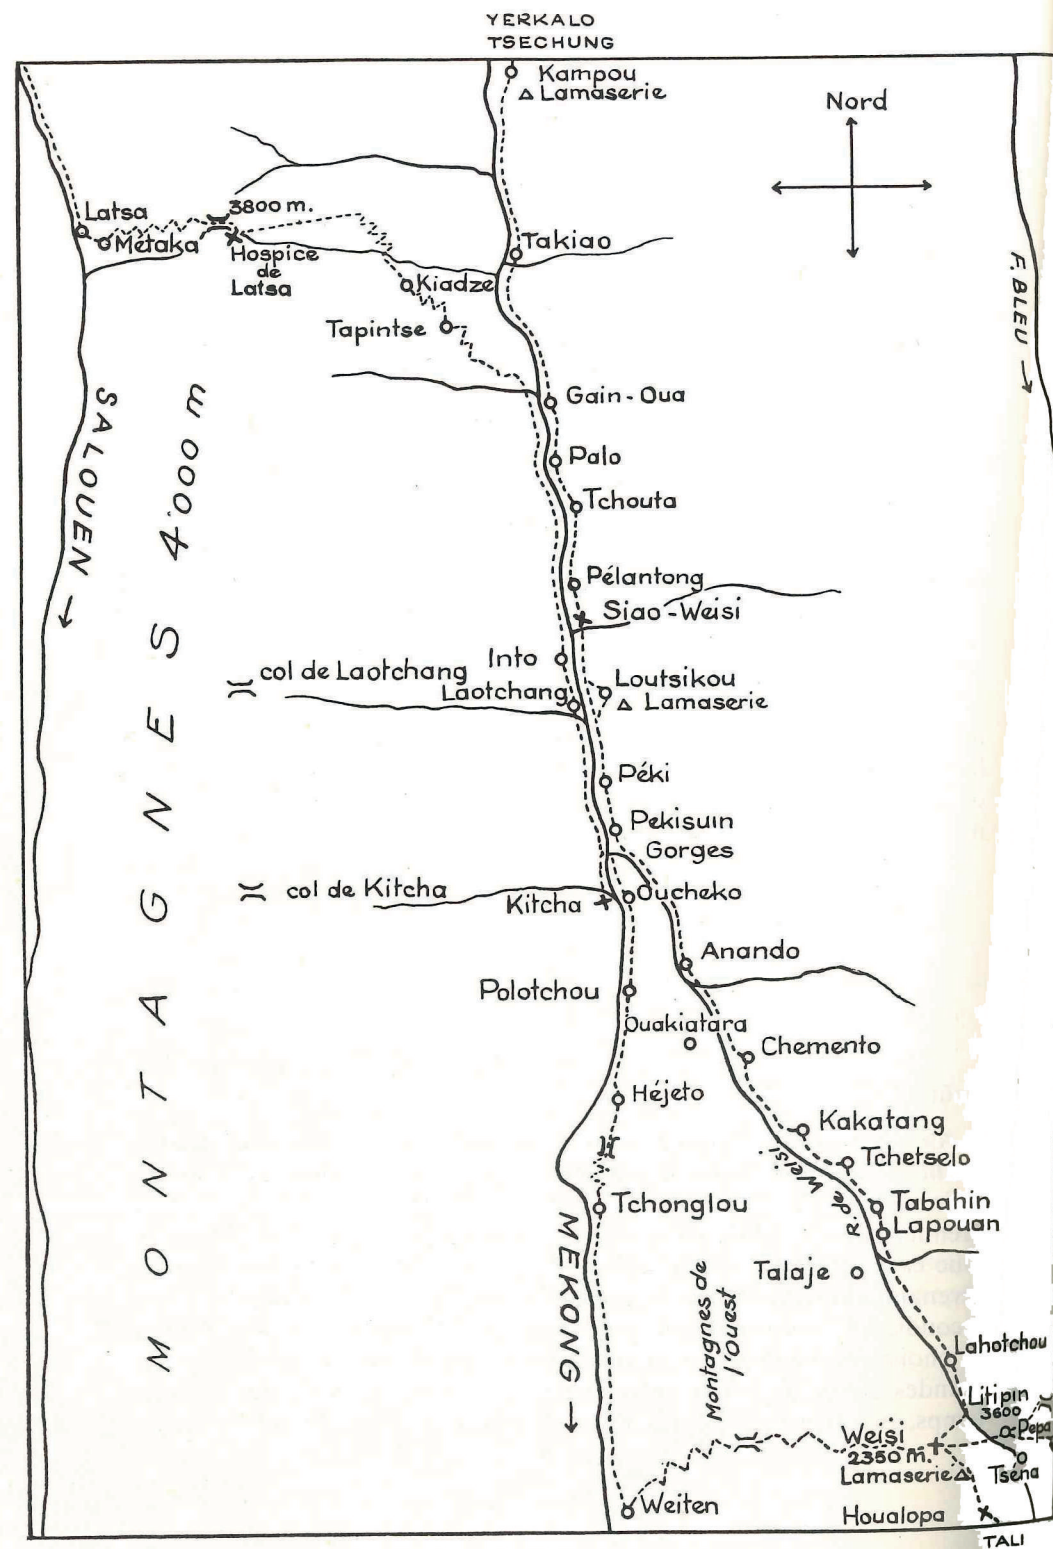 YERKALO
TSECHUNG
Kampou
Lamaserie
Nord
Latsa
3800 m.
Métaka
Hospice
de
Latsa
Takiao
Kiadze
Tapintse
F. BLEU
SALOUEN
MONTAGNES 4'000 m
Gain-Oua
Palo
Tchouta
Pélantong
Siao-Weisi
Into
col de Laotchang
Laotchang
Loutsikou
Lamaserie
Péki
Pekisuin
Gorges
col de Kitcha
Kitcha
Oucheko
Anando
Polotchou
Ouakiatara
Chemento
Héjeto
Kakatang
Tchetselo
R. de Weisi
Tchonglou
Tabahin
Lapouan
MEKONG
Talaje
Montagnes de
l'Ouest
Lahotchou
Litipin
3600
Pepa
Weisi
2350 m.
Lamaserie
Tsena
Weiten
Houalopa
TALI